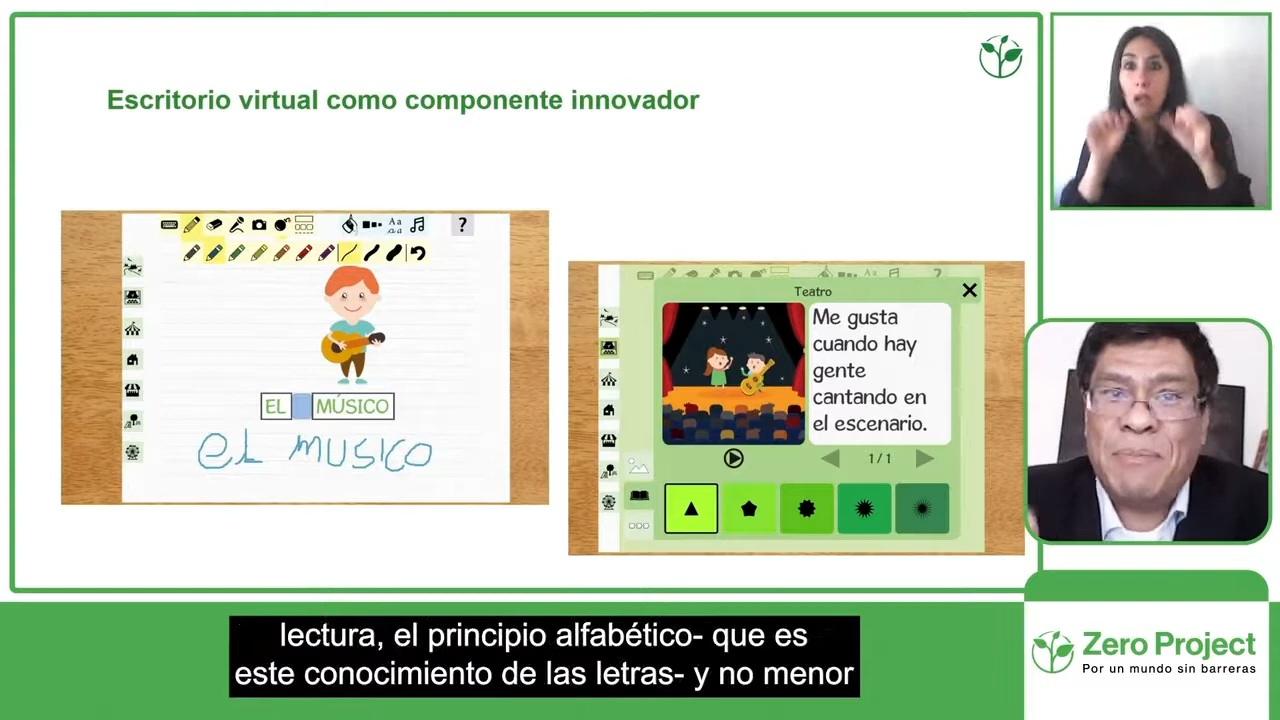 Escritorio virtual como componente innovador
Aa
aa
?
EL MÚSICO
eL MUSICO
?
Teatro
Me gusta
cuando hay
gente
cantando en
el escenario.
1/1
lectura, el principio alfabético- que es
este conocimiento de las letras- y no menor
Zero Project
Por un mundo sin barreras